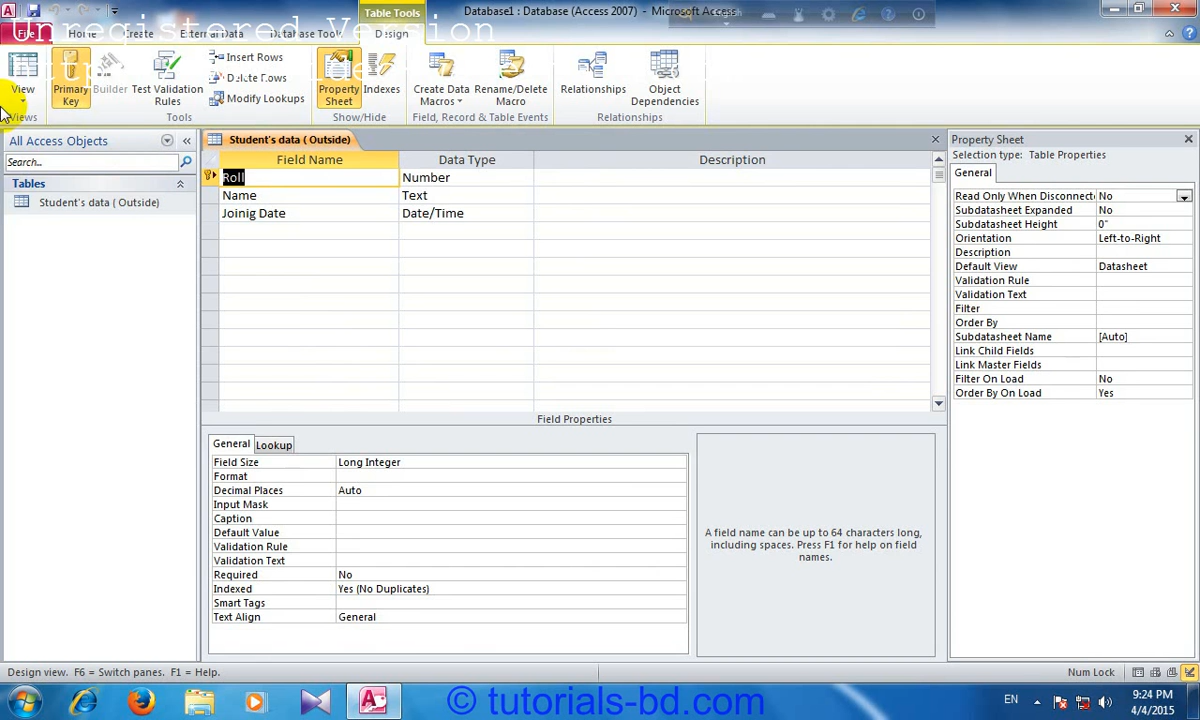 Table Tools
Database1 : Database (Access 2007) - Microsoft Access
Unregistered Version
File Home Create External Data Database Tools Design
View
Primary Key
Builder
Test Validation Rules
Insert Rows
Delete Rows
Modify Lookups
Property Sheet
Indexes
Create Data Macros
Rename/Delete Macro
Relationships
Object Dependencies
Views
Tools
Show/Hide
Field, Record & Table Events
Relationships
All Access Objects
Search...
Tables
Student's data ( Outside)
Student's data ( Outside)
Field Name Data Type Description
Roll Number
Name Text
Joinig Date Date/Time
Field Properties
General Lookup
Field Size Long Integer
Format
Decimal Places Auto
Input Mask
Caption
Default Value
Validation Rule
Validation Text
Required No
Indexed Yes (No Duplicates)
Smart Tags
Text Align General
A field name can be up to 64 characters long,
including spaces. Press F1 for help on field
names.
Property Sheet
Selection type: Table Properties
General
Read Only When Disconnect No
Subdatasheet Expanded No
Subdatasheet Height 0"
Orientation Left-to-Right
Description
Default View Datasheet
Validation Rule
Validation Text
Filter
Order By
Subdatasheet Name [Auto]
Link Child Fields
Link Master Fields
Filter On Load No
Order By On Load Yes
Design view. F6 = Switch panes. F1 = Help.
Num Lock
© tutorials-bd.com
EN
9:24 PM
4/4/2015